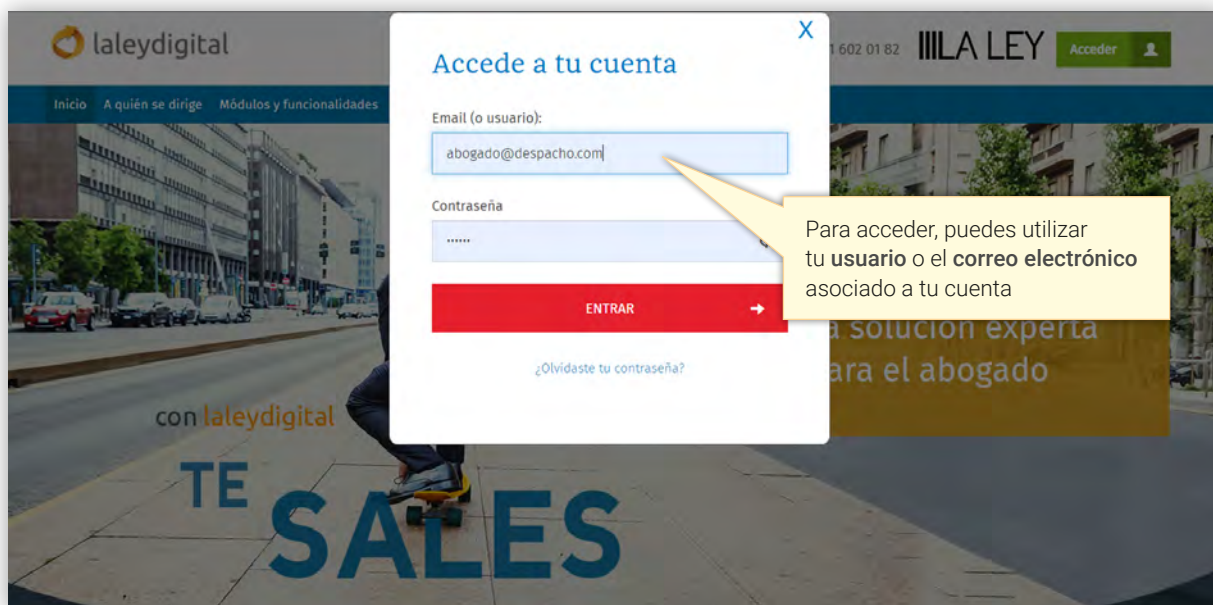 laleydigital
602 01 82
LA LEY
Acceder
Inicio A quién se dirige Módulos y funcionalidades
X
Accede a tu cuenta
Email (o usuario):
abogado@despacho.com
Contraseña
••••••
ENTRAR
¿Olvidaste tu contraseña?
Para acceder, puedes utilizar
tu usuario o el correo electrónico
asociado a tu cuenta
solución experta
el abogado
con laleydigital
TE
SALES